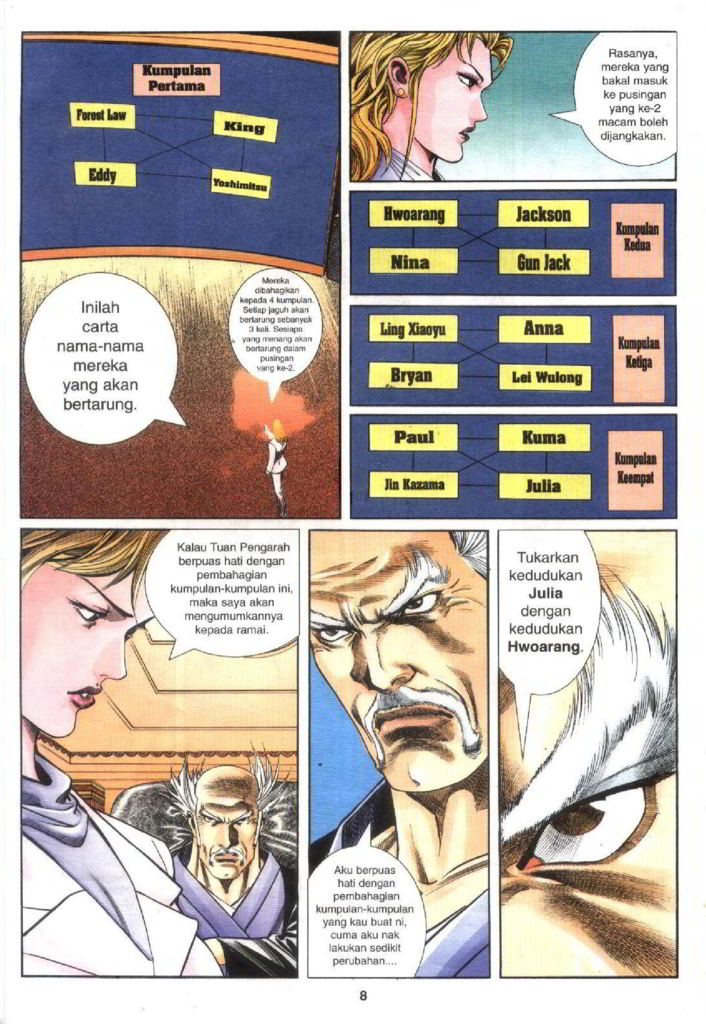 Kumpulan
Pertama
Forest Law
King
Eddy
Yoshimitsu
Inilah
carta
nama-nama
mereka
yang akan
bertarung.
Mereka
dibahagikan
kepada 4 kumpulan.
Setiap jaguh akan
bertarung sebanyak
3 kali. Sesiapa
yang menang akan
bertarung dalam
pusingan
yang ke-2.
Rasanya,
mereka yang
bakal masuk
ke pusingan
yang ke-2
macam boleh
dijangkakan.
Hwoarang
Jackson
Nina
Gun Jack
Kumpulan
Kedua
Ling Xiaoyu
Anna
Bryan
Lei Wulong
Kumpulan
Ketiga
Paul
Kuma
Jin Kazama
Julia
Kumpulan
Keempat
Kalau Tuan Pengarah
berpuas hati dengan
pembahagian
kumpulan-kumpulan ini,
maka saya akan
mengumumkannya
kepada ramai.
Aku berpuas
hati dengan
pembahagian
kumpulan-kumpulan
yang kau buat ni,
cuma aku nak
lakukan sedikit
perubahan....
Tukarkan
kedudukan
Julia
dengan
kedudukan
Hwoarang.
8